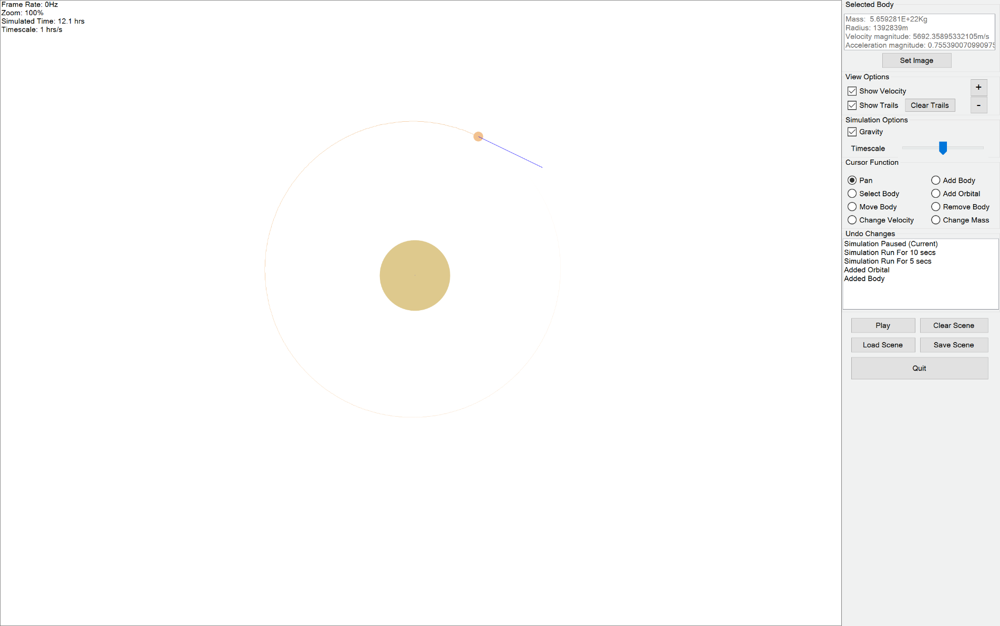 Frame Rate: 0Hz
Zoom: 100%
Simulated Time: 12.1 hrs
Timescale: 1 hrs/s
Selected Body
Mass:  5.659281E+22Kg
Radius: 1392839m
Velocity magnitude: 5692.35895332105m/s
Acceleration magnitude: 0.755390070990975
Set Image
View Options
Show Velocity
+
Show Trails
Clear Trails
-
Simulation Options
Gravity
Timescale
Cursor Function
Pan
Add Body
Select Body
Add Orbital
Move Body
Remove Body
Change Velocity
Change Mass
Undo Changes
Simulation Paused (Current)
Simulation Run For 10 secs
Simulation Run For 5 secs
Added Orbital
Added Body
Play
Clear Scene
Load Scene
Save Scene
Quit